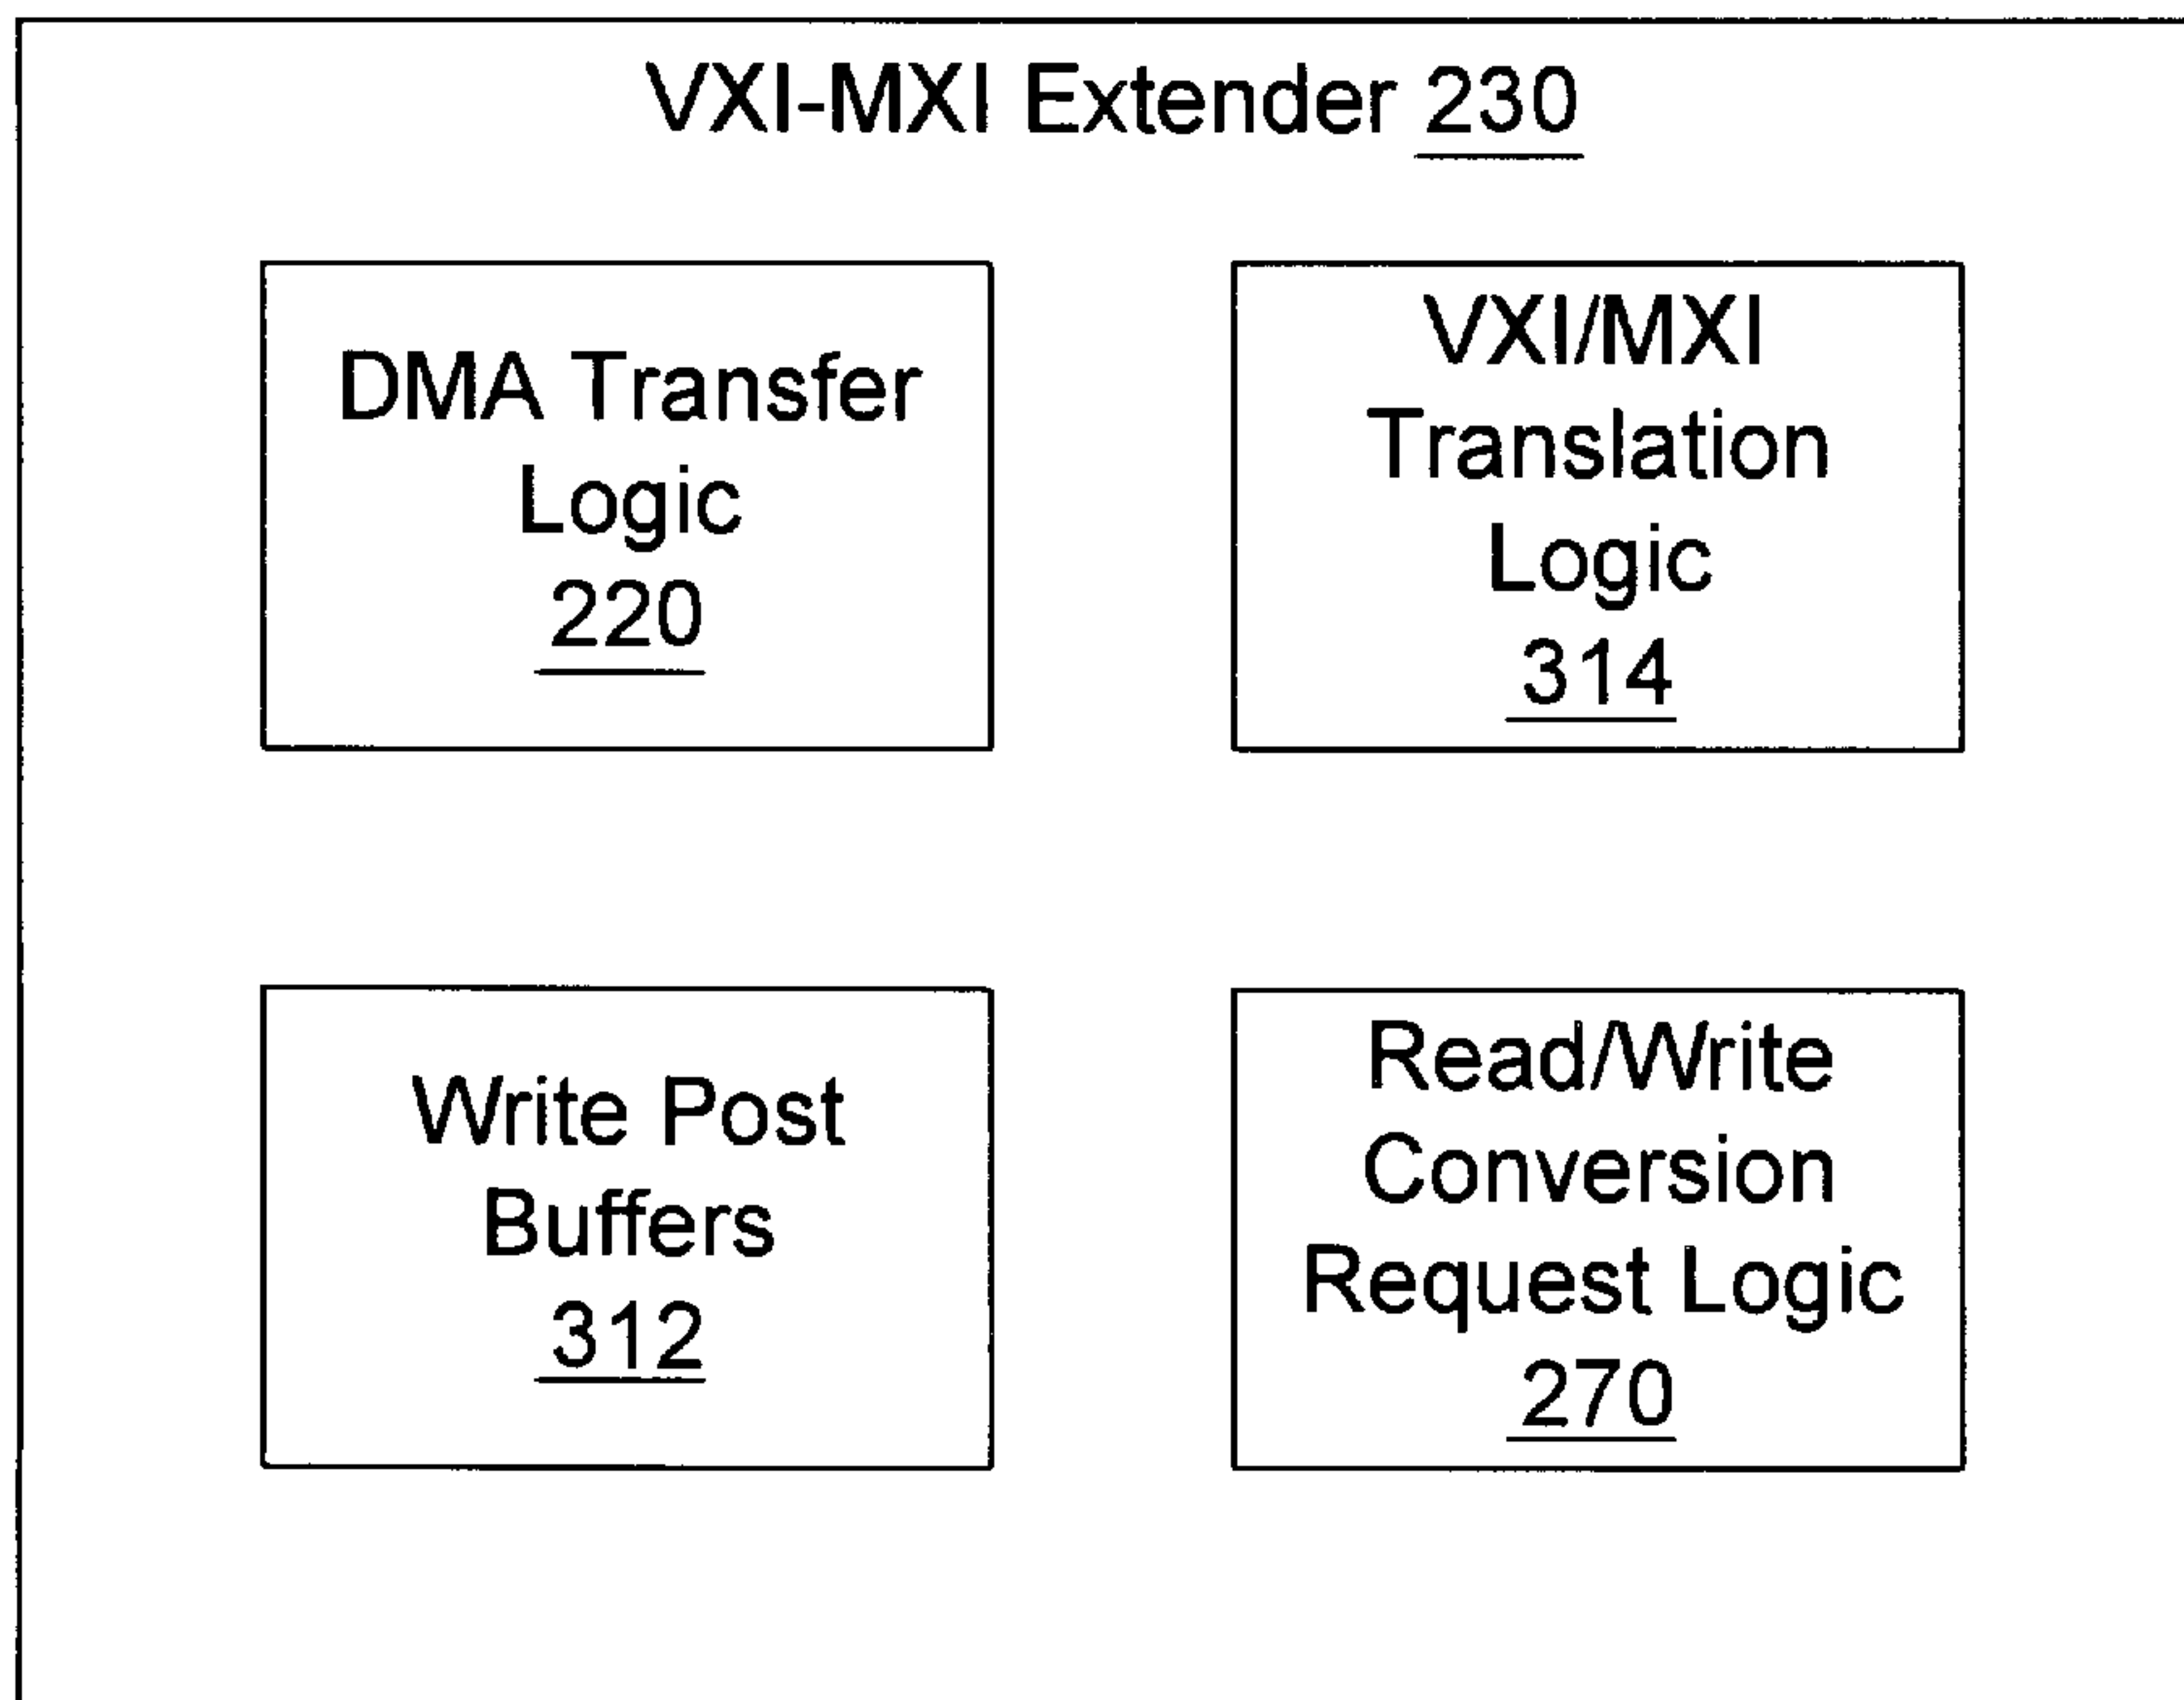 VXI-MXI Extender 230
DMA Transfer
Logic
220
VXI/MXI
Translation
Logic
314
Write Post
Buffers
312
Read/Write
Conversion
Request Logic
270